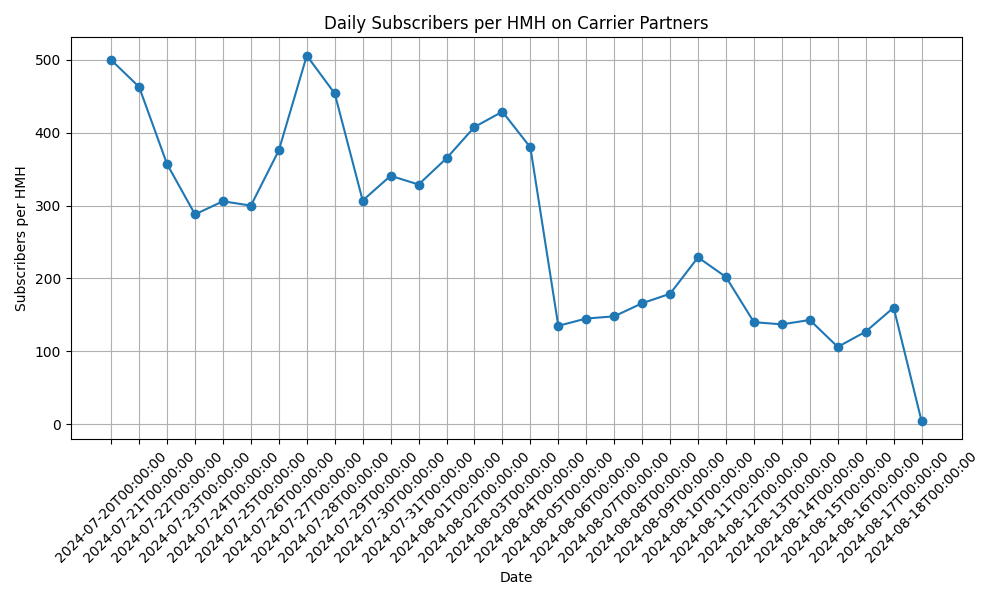 Daily Subscribers per HMH on Carrier Partners
Subscribers per HMH
500
400
300
200
100
0
2024-07-20T00:00:00
2024-07-21T00:00:00
2024-07-22T00:00:00
2024-07-23T00:00:00
2024-07-24T00:00:00
2024-07-25T00:00:00
2024-07-26T00:00:00
2024-07-27T00:00:00
2024-07-28T00:00:00
2024-07-29T00:00:00
2024-07-30T00:00:00
2024-07-31T00:00:00
2024-08-01T00:00:00
2024-08-02T00:00:00
2024-08-03T00:00:00
2024-08-04T00:00:00
2024-08-05T00:00:00
2024-08-06T00:00:00
2024-08-07T00:00:00
2024-08-08T00:00:00
2024-08-09T00:00:00
2024-08-10T00:00:00
2024-08-11T00:00:00
2024-08-12T00:00:00
2024-08-13T00:00:00
2024-08-14T00:00:00
2024-08-15T00:00:00
2024-08-16T00:00:00
2024-08-17T00:00:00
2024-08-18T00:00:00
Date